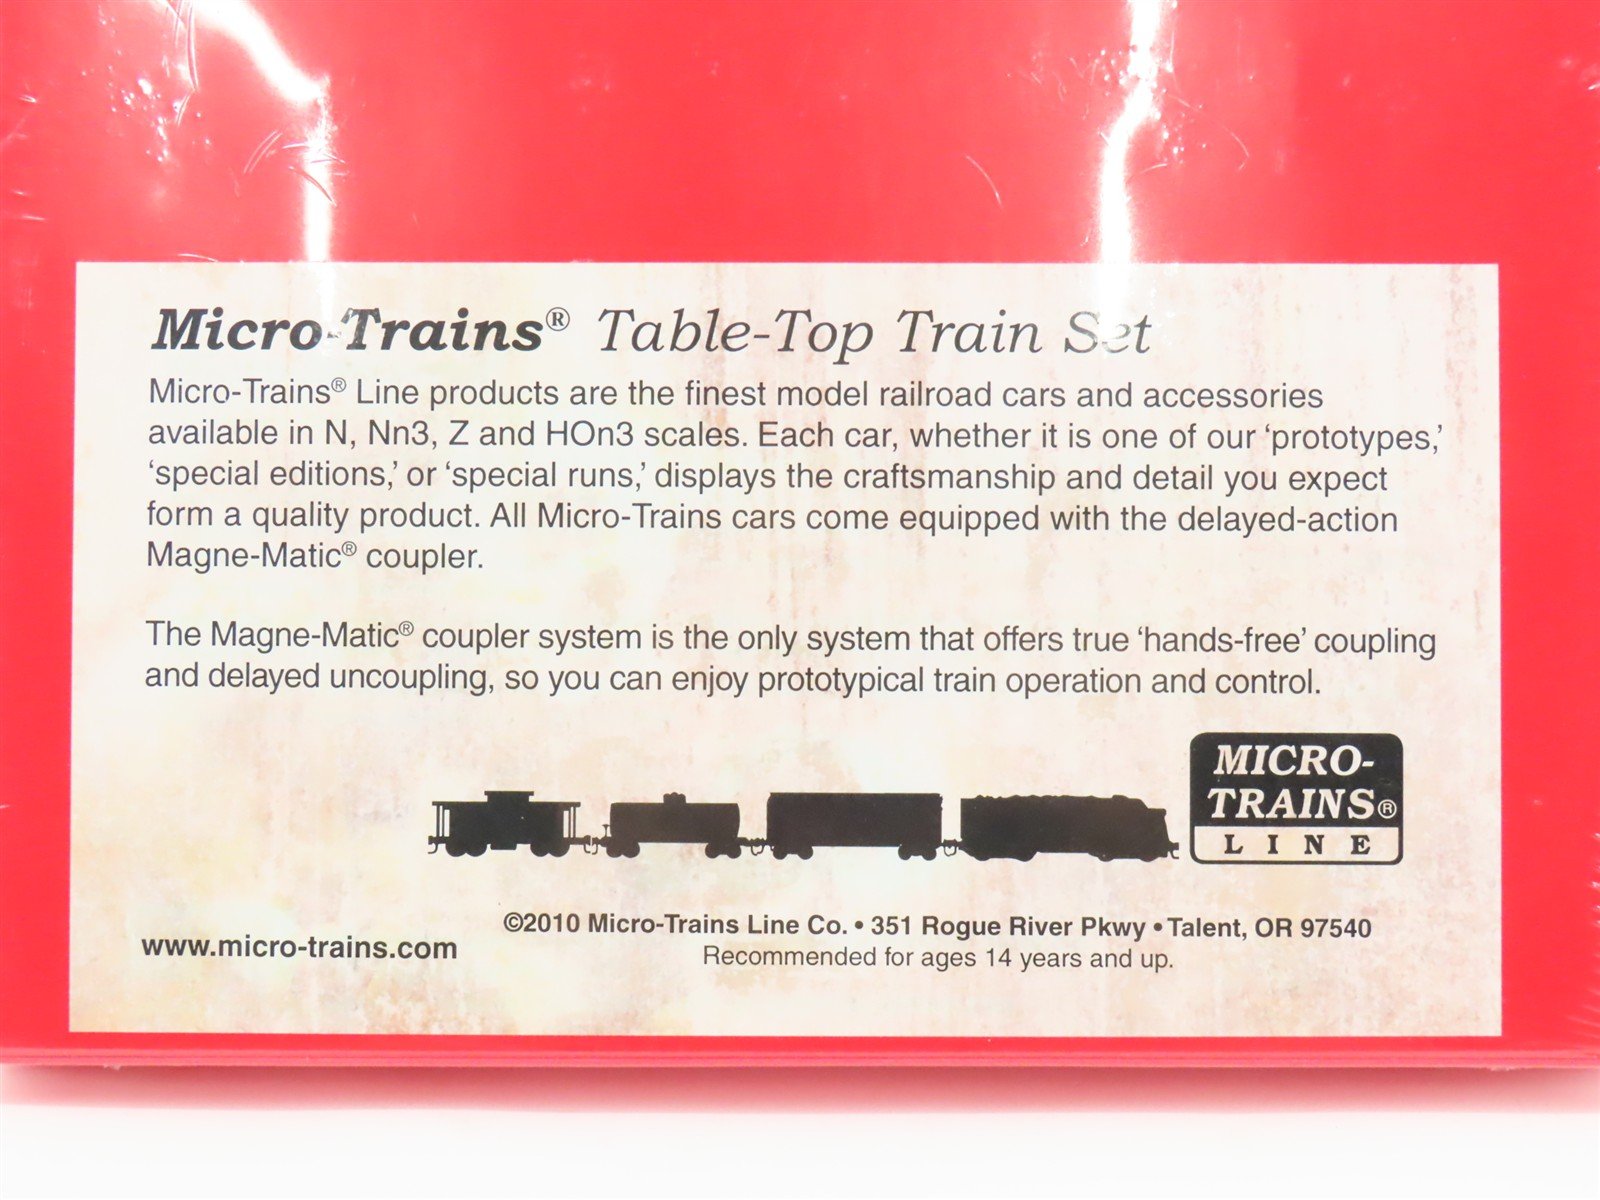 Micro-Trains® Table-Top Train Set
Micro-Trains® Line products are the finest model railroad cars and accessories
available in N, Nn3, Z and HOn3 scales. Each car, whether it is one of our ‘prototypes,’
‘special editions,’ or ‘special runs,’ displays the craftsmanship and detail you expect
form a quality product. All Micro-Trains cars come equipped with the delayed-action
Magne-Matic® coupler.
The Magne-Matic® coupler system is the only system that offers true ‘hands-free’ coupling
and delayed uncoupling, so you can enjoy prototypical train operation and control.
MICRO-
TRAINS®
LINE
©2010 Micro-Trains Line Co. • 351 Rogue River Pkwy • Talent, OR 97540
www.micro-trains.com
Recommended for ages 14 years and up.